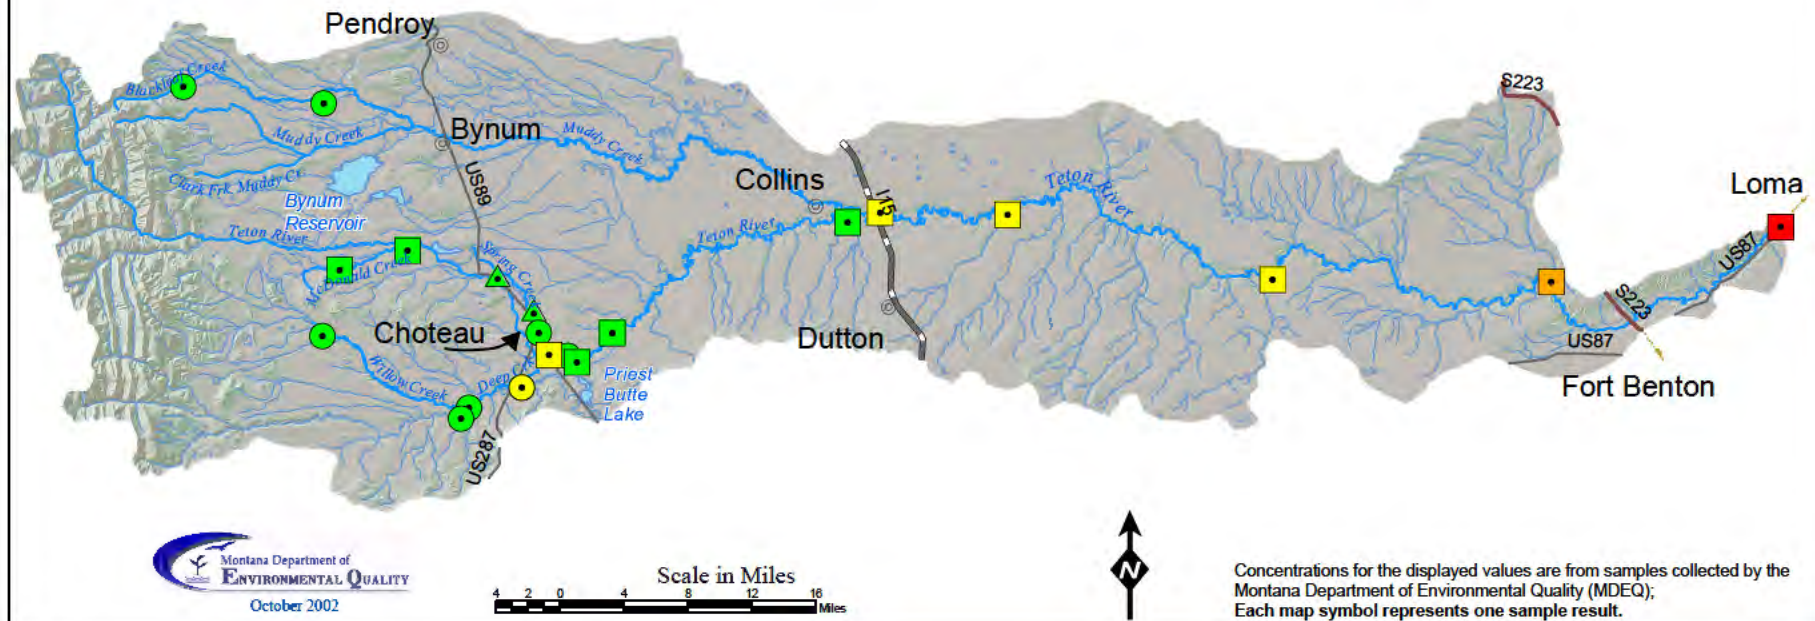 Pendroy
S223
Blackleaf Creek
Muddy Creek
Bynum
Muddy Creek
Clark Frk. Muddy Cr.
US89
Collins
I15
Teton River
Loma
Bynum
Reservoir
Teton River
Teton River
Spring Creek
McDonald Creek
US87
S223
Choteau
Dutton
US87
Willow Creek
Deep Creek
Priest
Butte
Lake
Fort Benton
US287
Montana Department of
ENVIRONMENTAL QUALITY
October 2002
Scale in Miles
4 2 0 4 8 12 16
Miles
N
Concentrations for the displayed values are from samples collected by the
Montana Department of Environmental Quality (MDEQ);
Each map symbol represents one sample result.